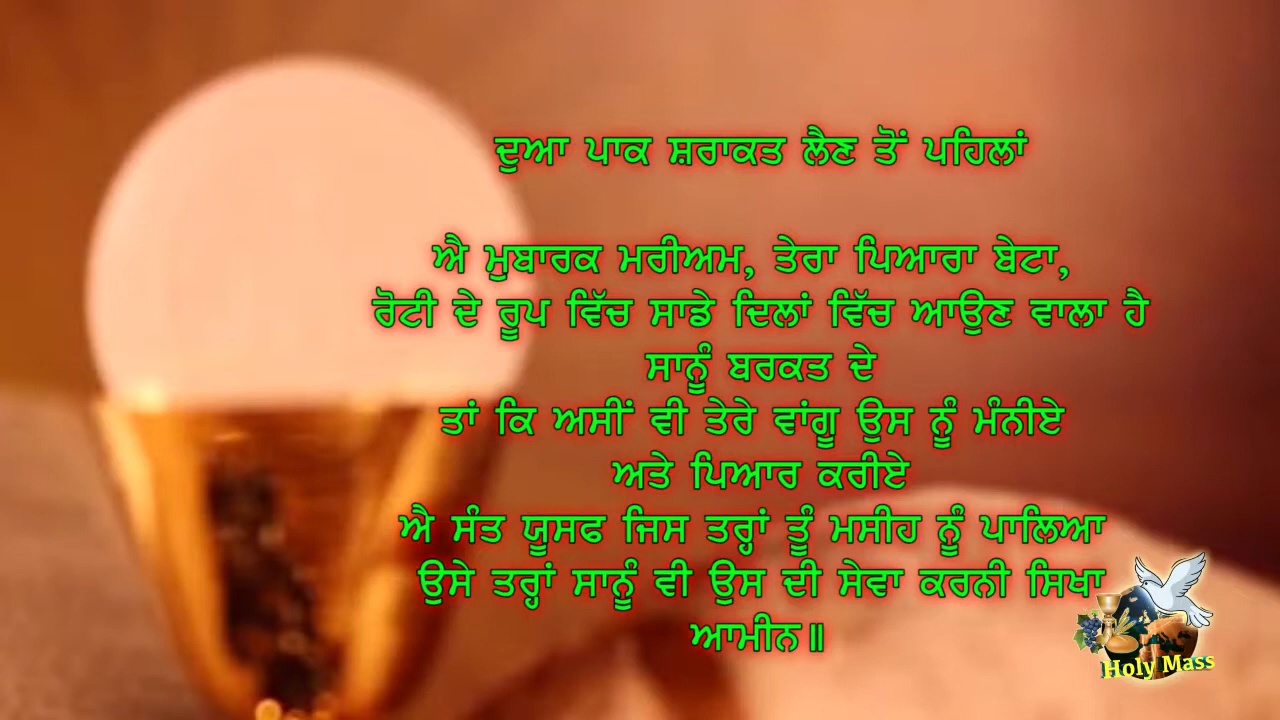 ਦੁਆ ਪਾਕ ਸ਼ਰਾਕਤ ਲੈਣ ਤੋਂ ਪਹਿਲਾਂ
ਐ ਮੁਬਾਰਕ ਮਰੀਅਮ, ਤੇਰਾ ਪਿਆਰਾ ਬੇਟਾ,
ਰੋਟੀ ਦੇ ਰੂਪ ਵਿੱਚ ਸਾਡੇ ਦਿਲਾਂ ਵਿੱਚ ਆਉਣ ਵਾਲਾ ਹੈ
ਸਾਨੂੰ ਬਰਕਤ ਦੇ
ਤਾਂ ਕਿ ਅਸੀਂ ਵੀ ਤੇਰੇ ਵਾਂਗੂ ਉਸ ਨੂੰ ਮੰਨੀਏ
ਅਤੇ ਪਿਆਰ ਕਰੀਏ
ਐ ਸੰਤ ਯੂਸਫ ਜਿਸ ਤਰ੍ਹਾਂ ਤੂੰ ਮਸੀਹ ਨੂੰ ਪਾਲਿਆ
ਉਸੇ ਤਰ੍ਹਾਂ ਸਾਨੂੰ ਵੀ ਉਸ ਦੀ ਸੇਵਾ ਕਰਨੀ ਸਿਖਾ
ਆਮੀਨ॥
Holy Mass